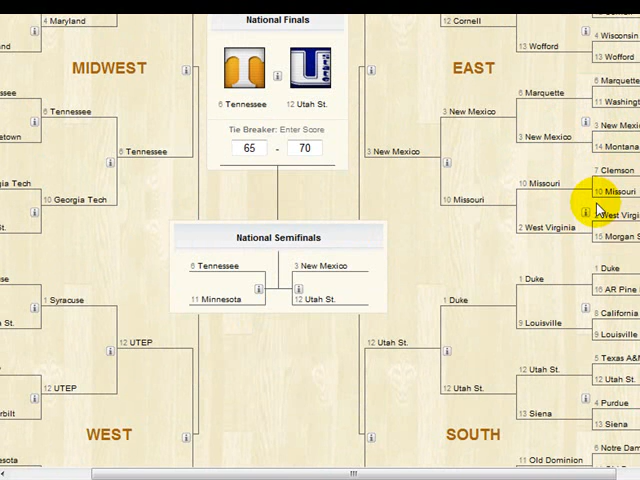 12 Cornell
4 Maryland
National Finals
4 Wisconsin
13 Wofford
13 Wofford
MIDWEST
EAST
6 Marquette
6 Marquette
6 Tennessee
12 Utah St.
11
6 Tennessee
3 New Mexico
Tie Breaker: Enter Score
3 New
3 New Mexico
65 - 70
14 Montana
6 Tennessee
3 New Mexico
7 Clemson
10 Missouri
10 Missouri
10 Georgia Tech
10 Missouri
2 West Virginia
15 Morgan S
National Semifinals
6 Tennessee
3 New Mexico
1 Duke
1 Duke
16 AR Pine
11 Minnesota
12 Utah St.
1 Syracuse
1 Duke
8 California
9 Louisville
9 Louisville
12 UTEP
12 Utah St.
5 Texas A&
12 Utah St.
12 Utah St.
12 UTEP
12 Utah St.
4 Purdue
13 Siena
13 Siena
WEST
SOUTH
6 Notre Dam
11 Old Dominion
11 Old Domin